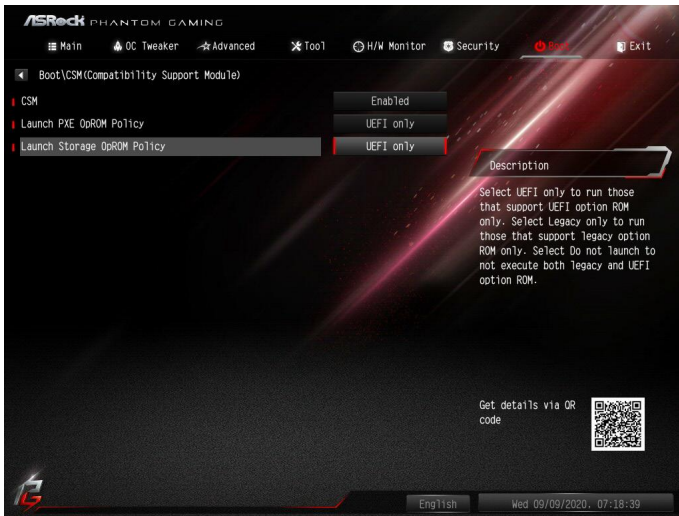 ASRock PHANTOM GAMING
Main OC Tweaker Advanced Tool H/W Monitor Security Boot Exit
Boot\CSM(Compatibility Support Module)
CSM Enabled
Launch PXE OpROM Policy UEFI only
Launch Storage OpROM Policy UEFI only
Description
Select UEFI only to run those
that support UEFI option ROM
only. Select Legacy only to run
those that support legacy option
ROM only. Select Do not launch to
not execute both legacy and UEFI
option ROM.
Get details via QR
code
English Wed 09/09/2020. 07:18:39